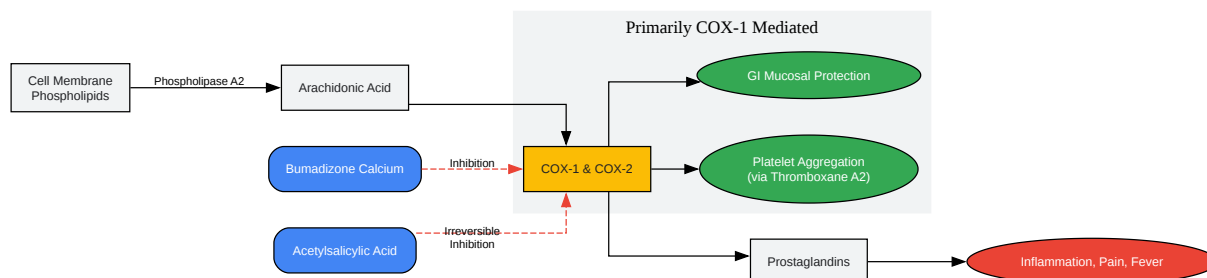 Primarily COX-1 Mediated
Cell Membrane
Phospholipids
Phospholipase A2
Arachidonic Acid
GI Mucosal Protection
Bumadizone Calcium
Inhibition
COX-1 & COX-2
Platelet Aggregation
(via Thromboxane A2)
Acetylsalicylic Acid
Irreversible
Inhibition
Prostaglandins
Inflammation, Pain, Fever